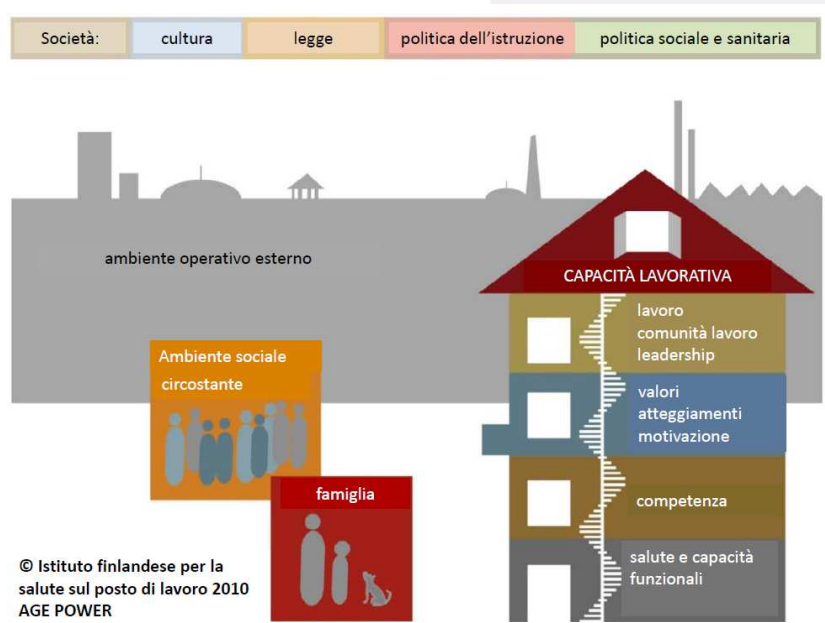 Società: cultura legge politica dell'istruzione politica sociale e sanitaria
ambiente operativo esterno
CAPACITÀ LAVORATIVA
lavoro
comunità lavoro
leadership
Ambiente sociale
circostante
valori
atteggiamenti
motivazione
famiglia
competenza
salute e capacità
funzionali
© Istituto finlandese per la
salute sul posto di lavoro 2010
AGE POWER